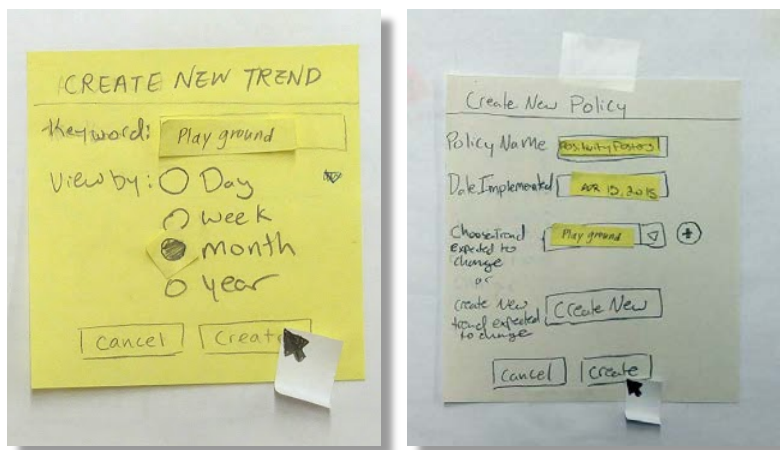 CREATE NEW TREND
Keyword: Play ground
View by: Day
week
month
year
Cancel Create
Create New Policy
Policy Name Positivity Posters
Date Implemented APR 13, 2015
Choose Trend
expected to
change
Play ground
or
create New
trend expected
to change
Create New
Cancel Create